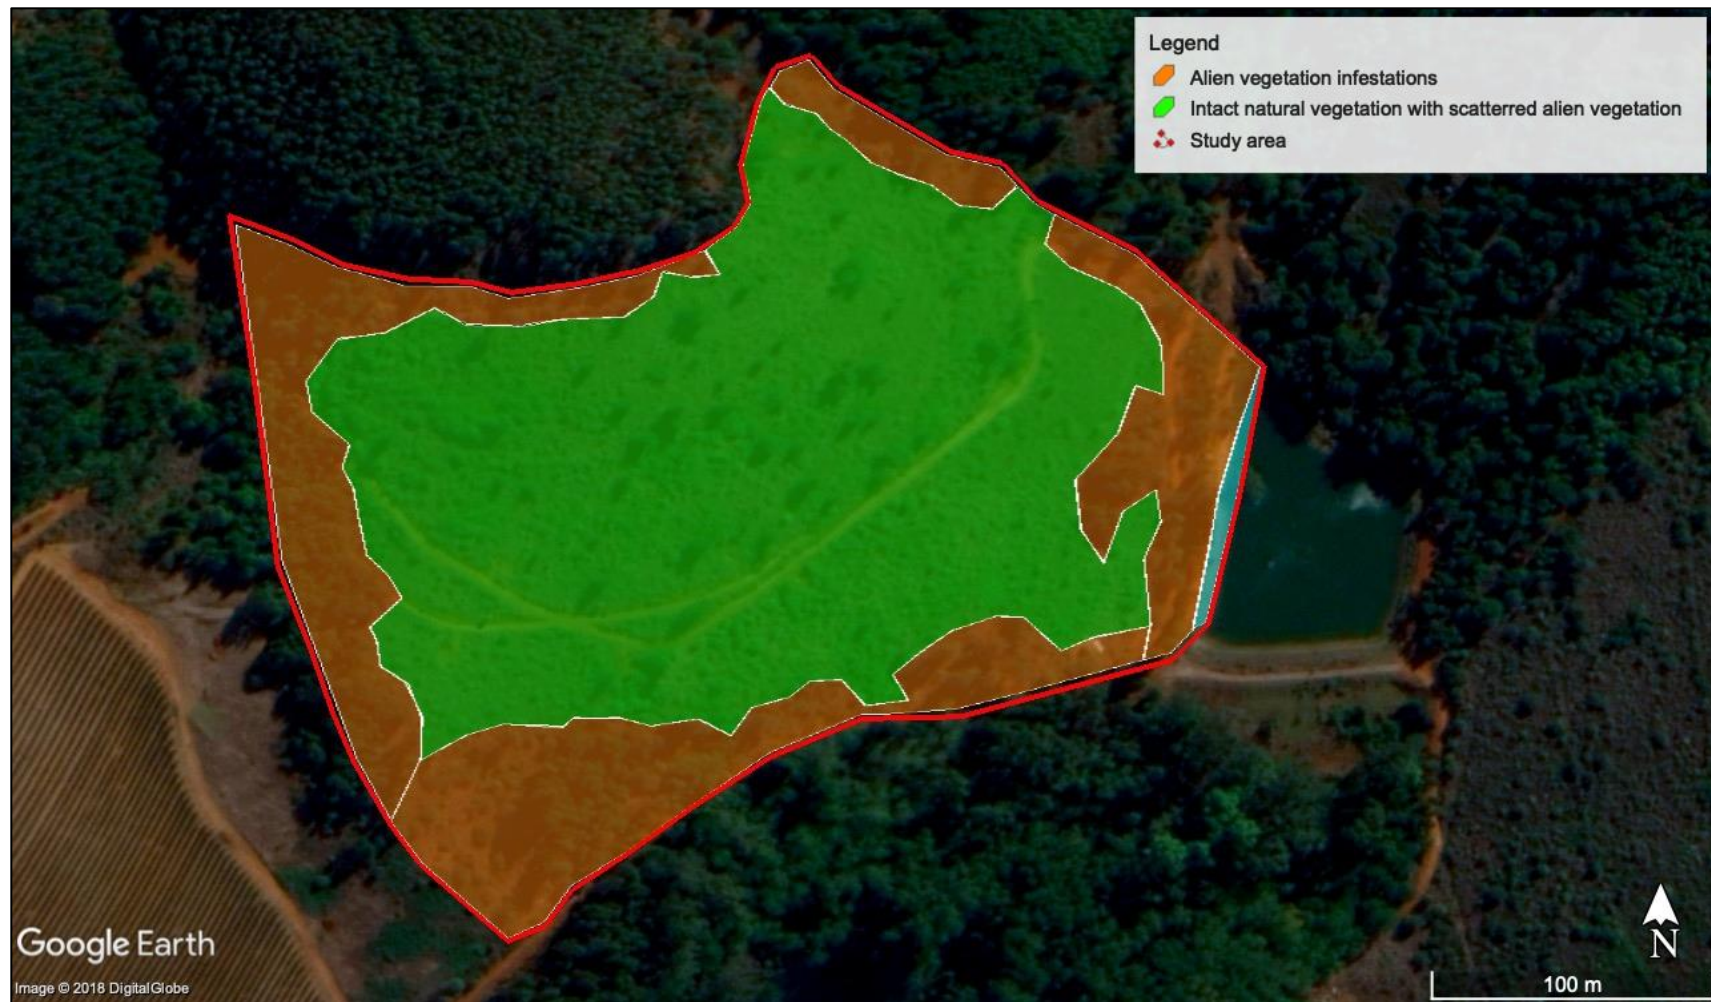 Legend
Alien vegetation infestations
Intact natural vegetation with scatterred alien vegetation
Study area
Google Earth
Image © 2018 DigitalGlobe
N
100 m